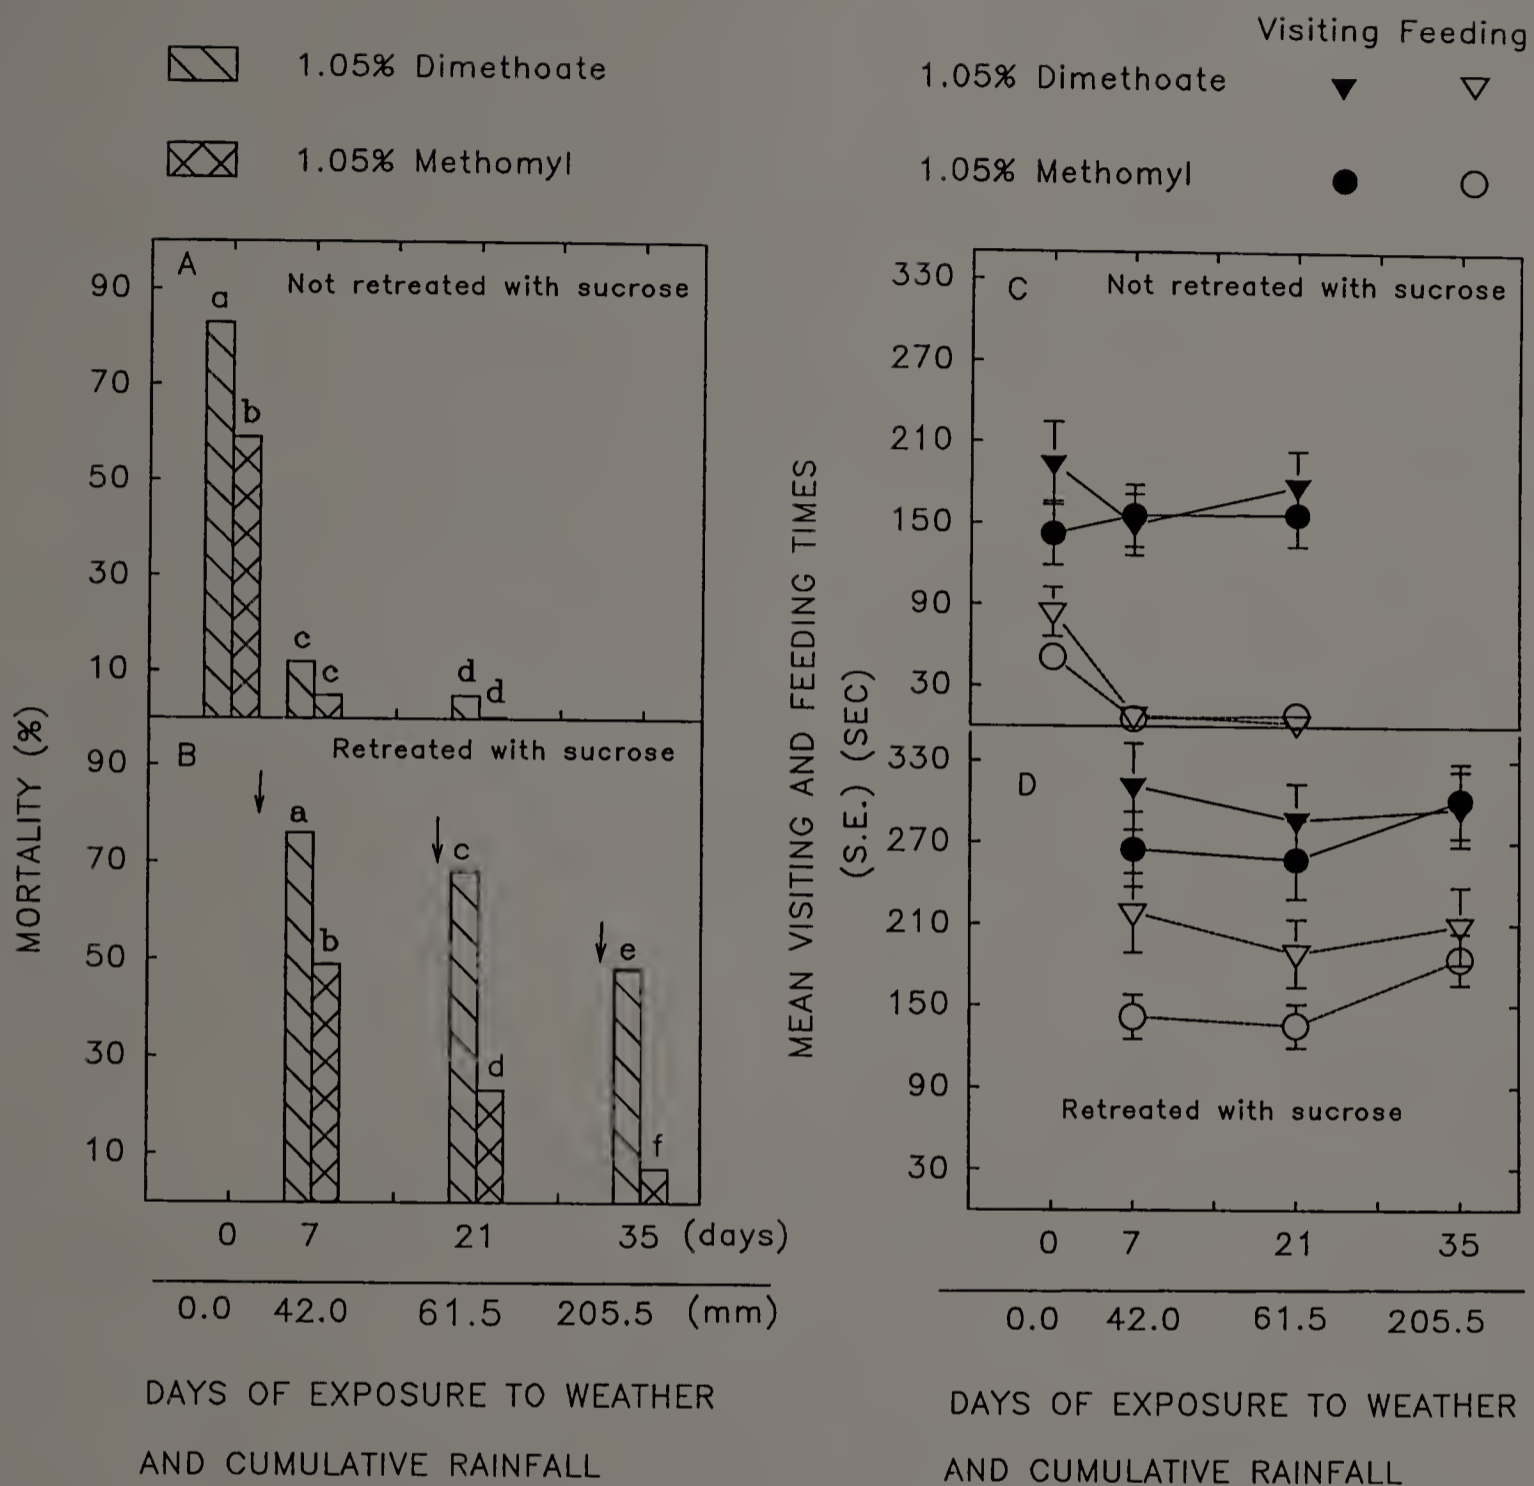 1.05% Dimethoate
1.05% Methomyl
Visiting Feeding
1.05% Dimethoate
1.05% Methomyl
MORTALITY (%)
A
Not retreated with sucrose
90
70
50
30
10
a
b
c
c
d
d
B
Retreated with sucrose
90
70
50
30
10
a
b
c
d
e
f
0 7 21 35 (days)
0.0 42.0 61.5 205.5 (mm)
DAYS OF EXPOSURE TO WEATHER
AND CUMULATIVE RAINFALL
MEAN VISITING AND FEEDING TIMES
(S.E.) (SEC)
C
Not retreated with sucrose
330
270
210
150
90
30
D
330
270
210
150
90
30
Retreated with sucrose
0 7 21 35
0.0 42.0 61.5 205.5
DAYS OF EXPOSURE TO WEATHER
AND CUMULATIVE RAINFALL